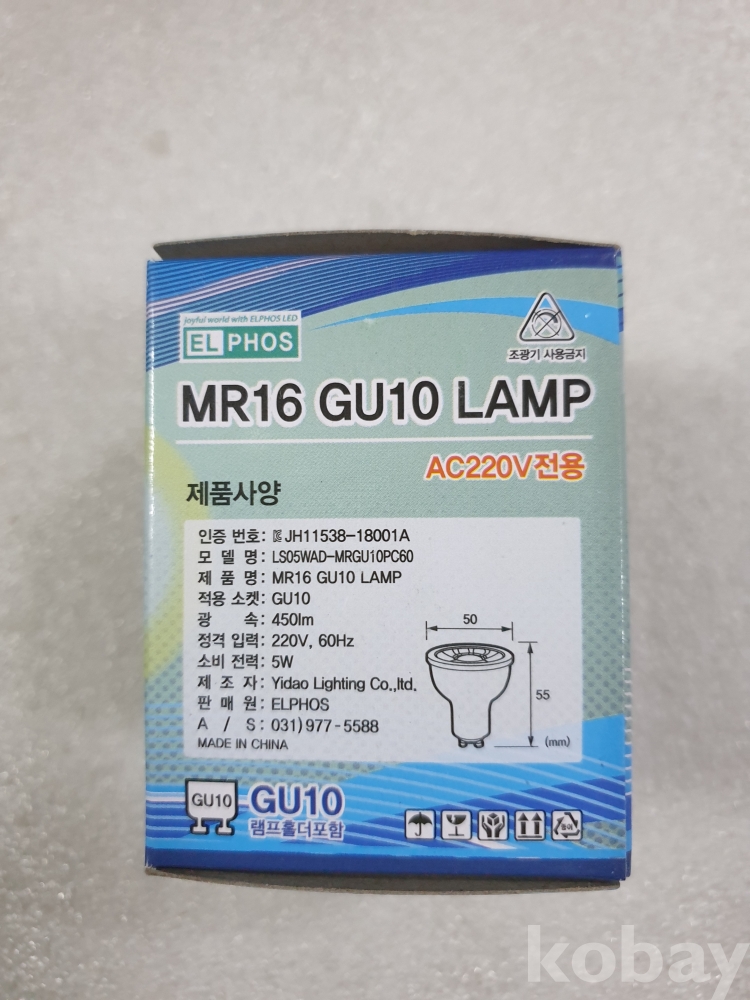 joyful world with ELPHOS LED
ELPHOS
조광기 사용금지
MR16 GU10 LAMP
AC220V전용
제품사양
인증 번호: JH11538-18001A
모 델 명: LS05WAD-MRGU10PC60
제 품 명: MR16 GU10 LAMP
적용 소켓: GU10
광 속: 450lm
정격 입력: 220V, 60Hz
소비 전력: 5W
제 조 자: Yidao Lighting Co.,ltd.
판 매 원: ELPHOS
A / S: 031)977-5588
MADE IN CHINA
50
55
(mm)
GU10
GU10
램프홀더포함
종이
kobay